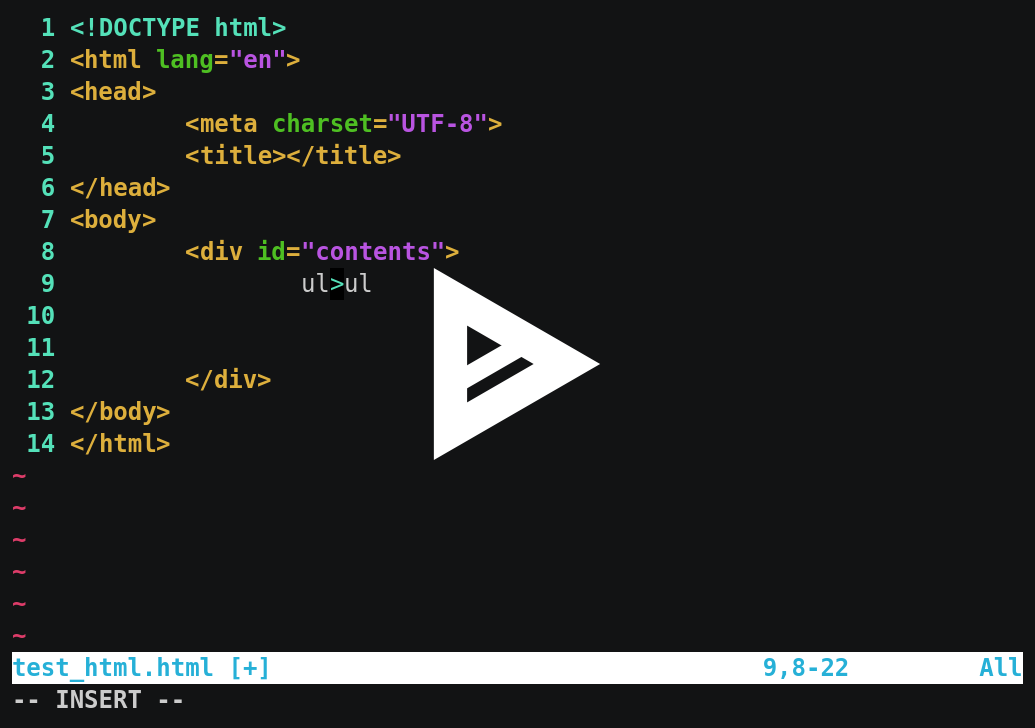 1 <!DOCTYPE html>
2 <html lang="en">
3 <head>
4         <meta charset="UTF-8">
5         <title></title>
6 </head>
7 <body>
8         <div id="contents">
9                 ul>ul
10
11
12         </div>
13 </body>
14 </html>
~
~
~
~
~
~
test_html.html [+] 9,8-22 All
-- INSERT --